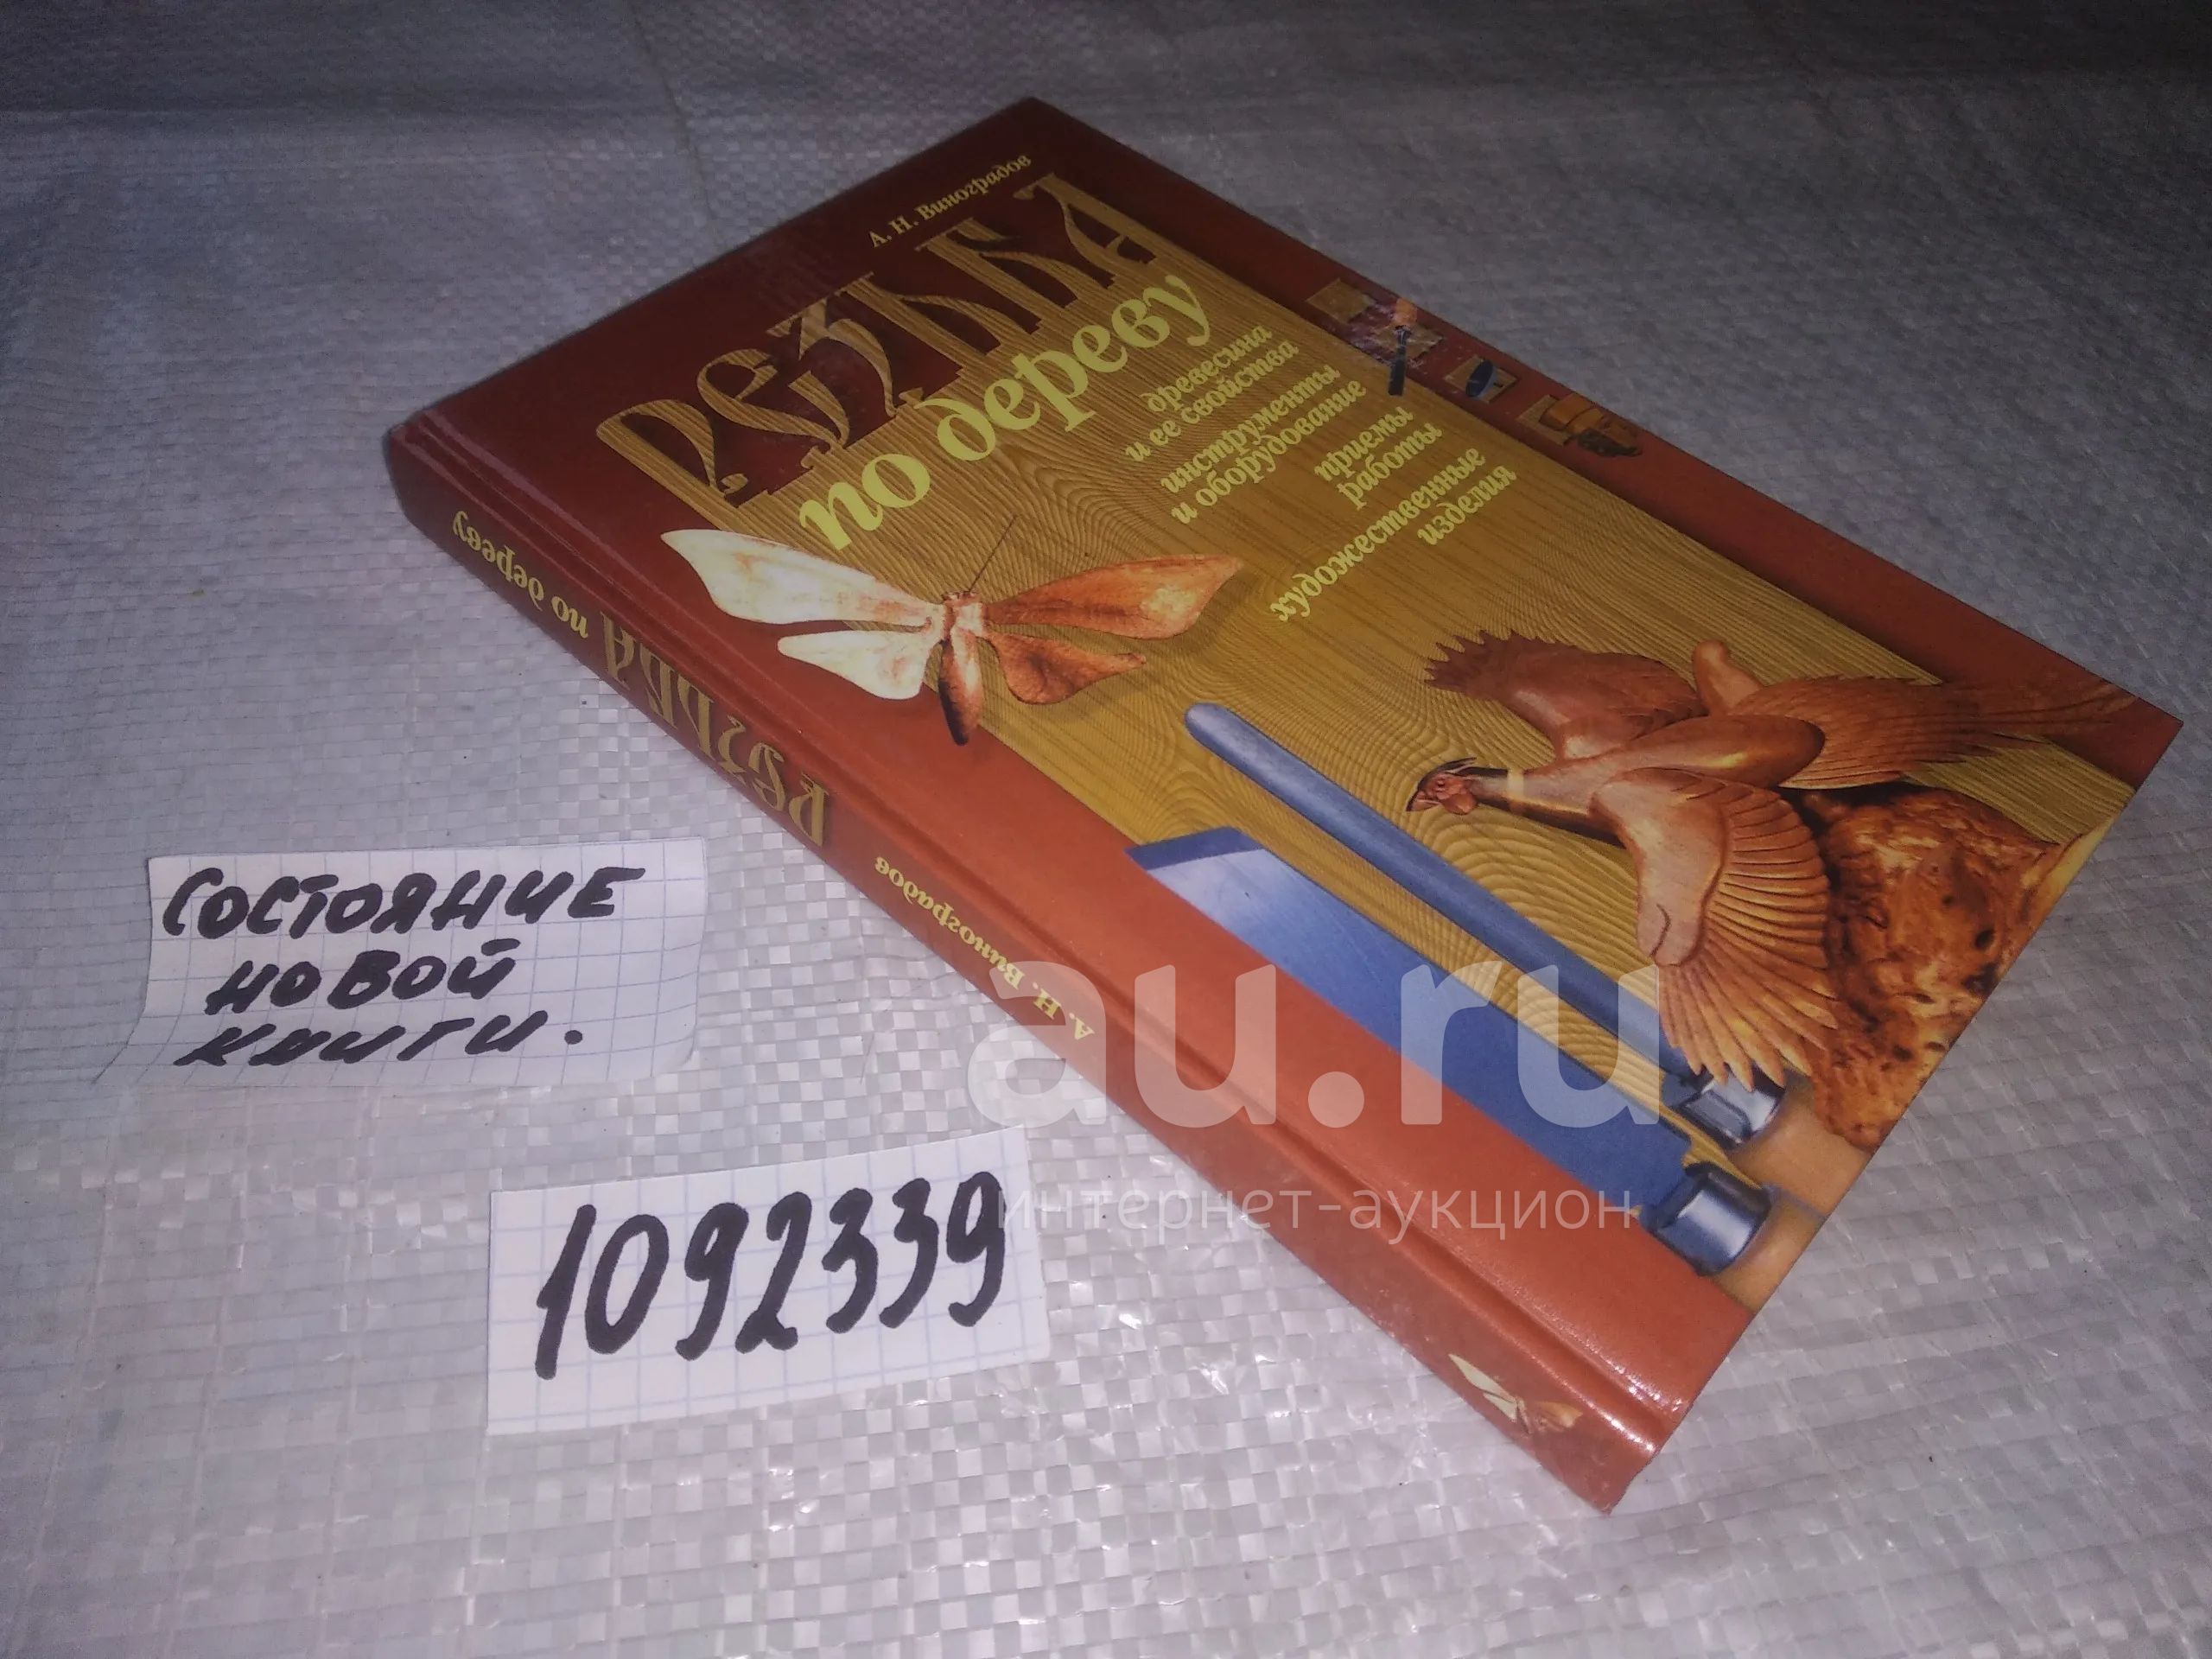 А. Н. Виноградов
РЕЗЬБА
по дереву
древесина
и ее свойства
инструменты
и оборудование
приемы
работы
художественные
изделия
по дереву
РЕЗЬБА
А. Н. Виноградов
СОСТОЯНИЕ
НОВОЙ
КНИГИ.
1092339
au.ru
интернет-аукцион